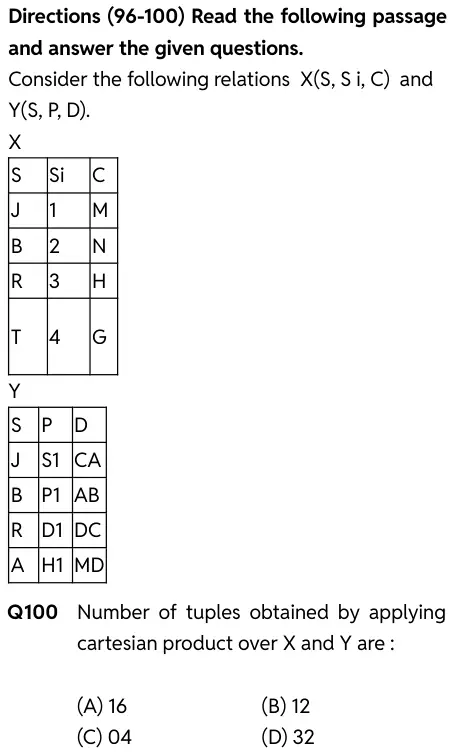 Directions (96-100) Read the following passage
and answer the given questions.
Consider the following relations X(S, S i, C) and
Y(S, P, D).
X
S Si C
J 1 M
B 2 N
R 3 H
T 4 G
Y
S P D
J S1 CA
B P1 AB
R D1 DC
A H1 MD
Q100 Number of tuples obtained by applying
cartesian product over X and Y are :
(A) 16 (B) 12
(C) 04 (D) 32